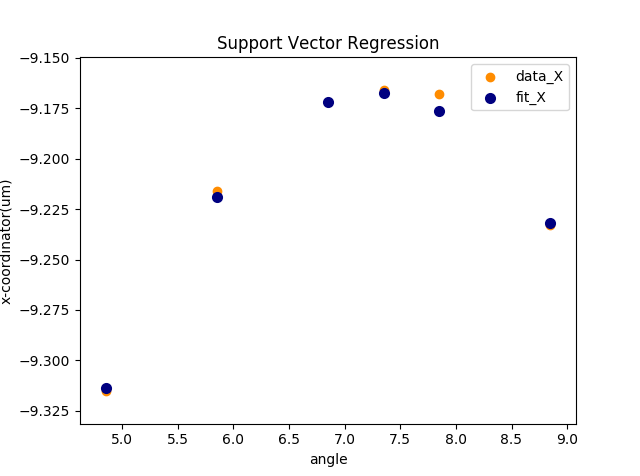 Support Vector Regression
data_X
fit_X
x-coordinator(um)
−9.150
−9.175
−9.200
−9.225
−9.250
−9.275
−9.300
−9.325
5.0 5.5 6.0 6.5 7.0 7.5 8.0 8.5 9.0
angle